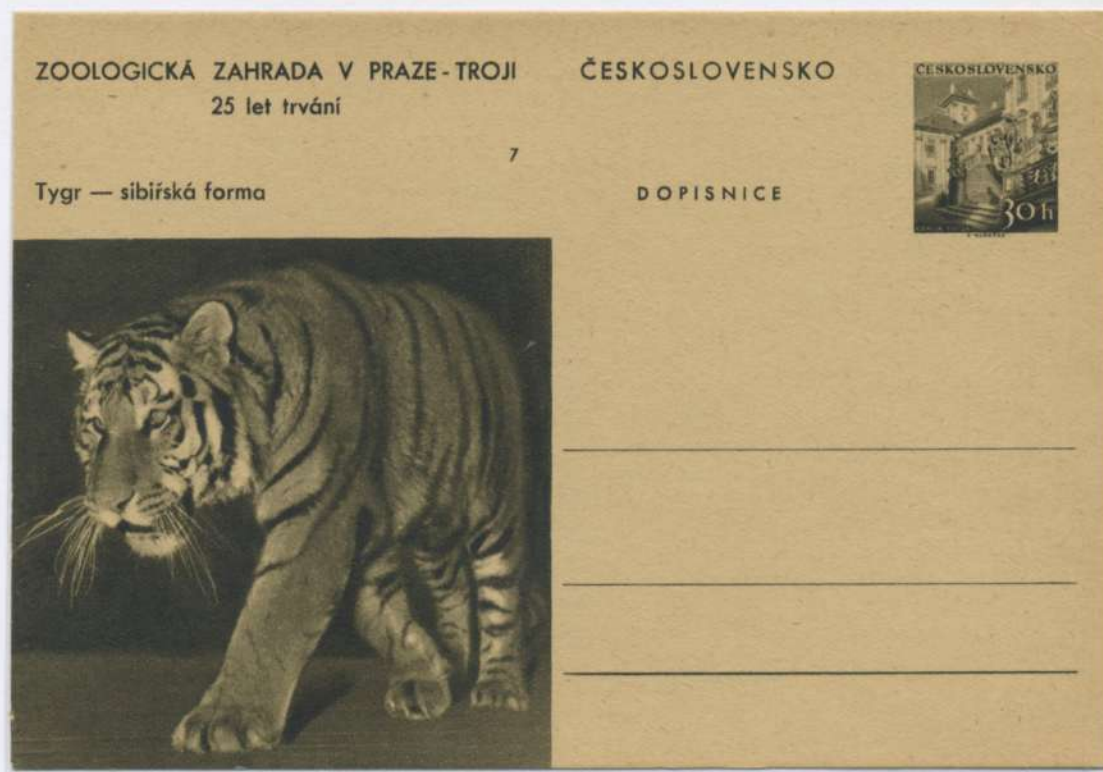 ZOOLOGICKÁ ZAHRADA V PRAZE-TROJI
25 let trvání
7
Tygr — sibiřská forma
ČESKOSLOVENSKO
DOPISNICE
ČESKOSLOVENSKO
30 h